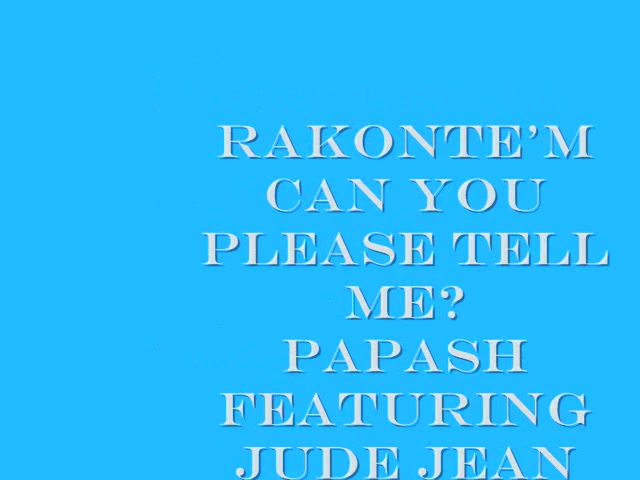 RAKONTE'M
CAN YOU
PLEASE TELL
ME?
PAPASH
FEATURING
JUDE JEAN